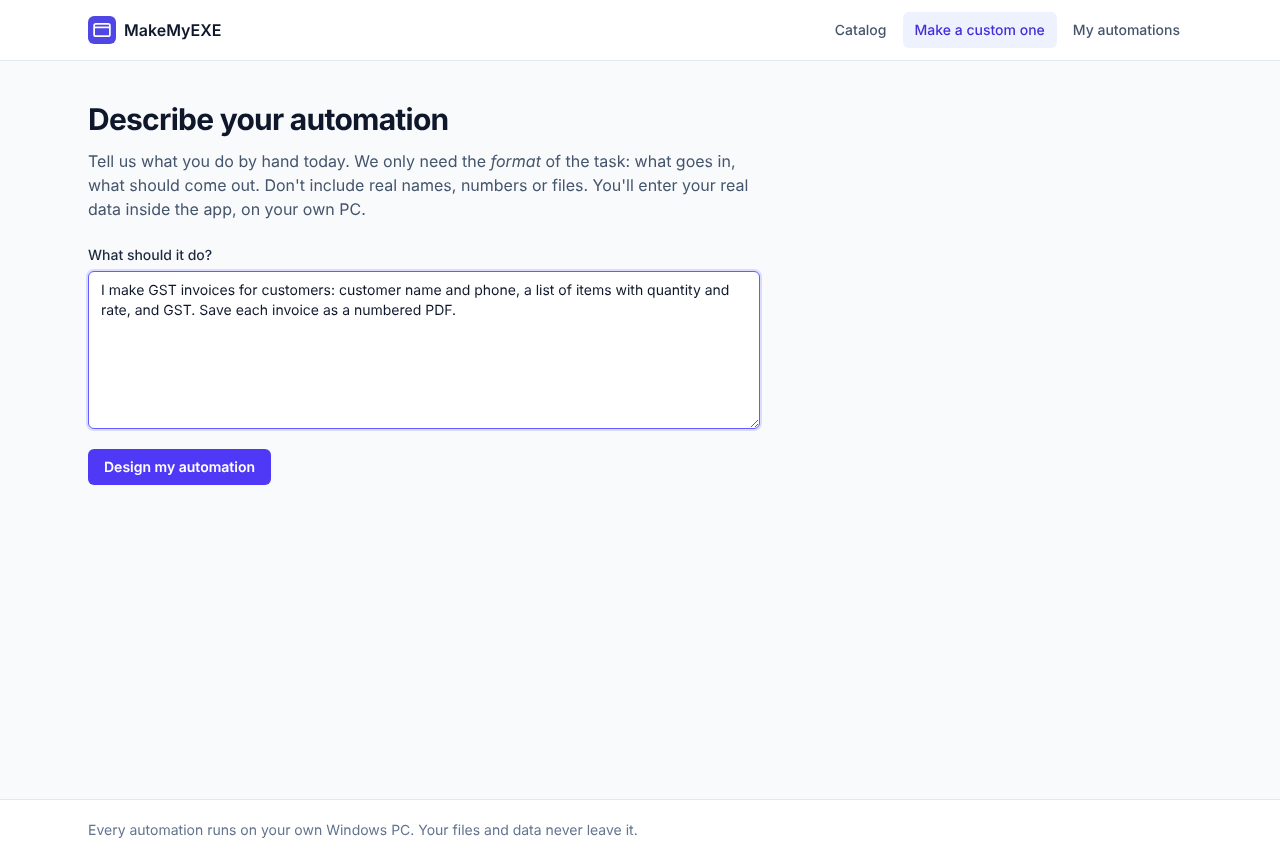 MakeMyEXE
Catalog
Make a custom one
My automations
Describe your automation
Tell us what you do by hand today. We only need the format of the task: what goes in,
what should come out. Don't include real names, numbers or files. You'll enter your real
data inside the app, on your own PC.
What should it do?
I make GST invoices for customers: customer name and phone, a list of items with quantity and
rate, and GST. Save each invoice as a numbered PDF.
Design my automation
Every automation runs on your own Windows PC. Your files and data never leave it.